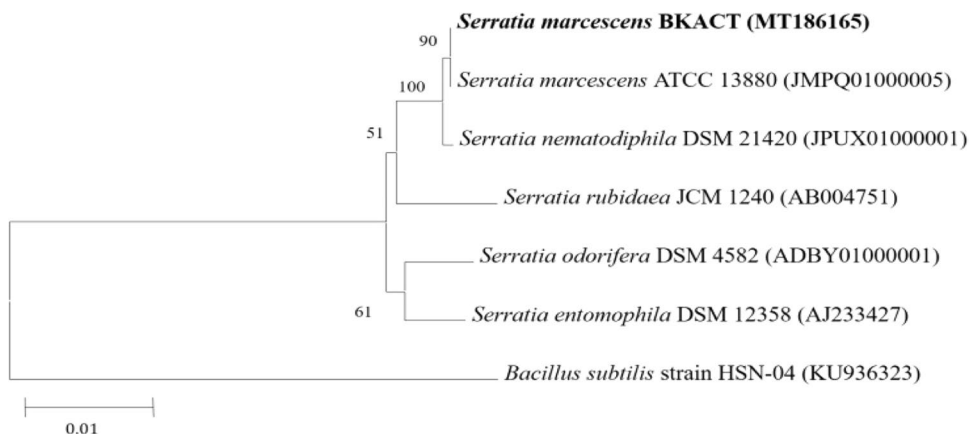 Serratia marcescens BKACT (MT186165)
90
Serratia marcescens ATCC 13880 (JMPQ01000005)
100
51
Serratia nematodiphila DSM 21420 (JPUX01000001)
Serratia rubidaea JCM 1240 (AB004751)
Serratia odorifera DSM 4582 (ADBY01000001)
61
Serratia entomophila DSM 12358 (AJ233427)
Bacillus subtilis strain HSN-04 (KU936323)
0.01